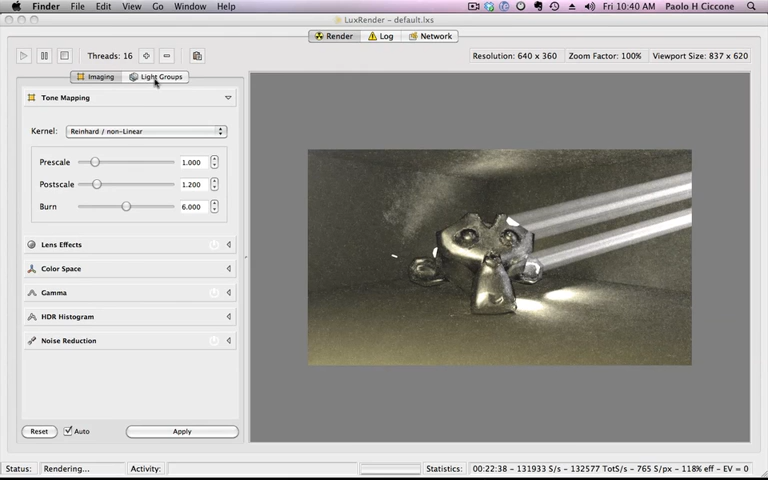 Finder File Edit View Go Window Help Fri 10:40 AM Paolo H Ciccone
LuxRender - default.lxs
Render Log Network
Threads: 16 Resolution: 640 x 360 Zoom Factor: 100% Viewport Size: 837 x 620
Imaging Light Groups
Tone Mapping
Kernel: Reinhard / non-Linear
Prescale 1.000
Postscale 1.200
Burn 6.000
Lens Effects
Color Space
Gamma
HDR Histogram
Noise Reduction
Reset Auto Apply
Status: Rendering... Activity: Statistics: 00:22:38 - 131933 S/s - 132577 TotS/s - 765 S/px - 118% eff - EV = 0